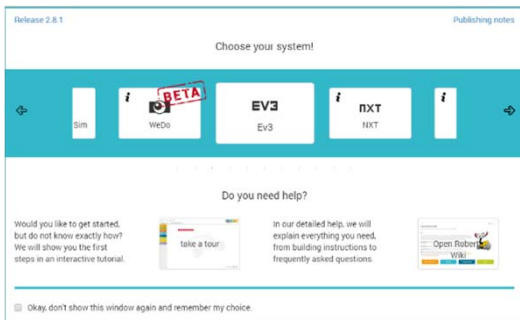 Release 2.8.1
Publishing notes
Choose your system!
Sim
i
BETA
WeDo
EV3
Ev3
i
NXT
NXT
i
Do you need help?
Would you like to get started,
but do not know exactly how?
We will show you the first
steps in an interactive tutorial.
take a tour
In our detailed help, we will
explain everything you need,
from building instructions to
frequently asked questions.
Open Robert
Wiki
Okay, don't show this window again and remember my choice.